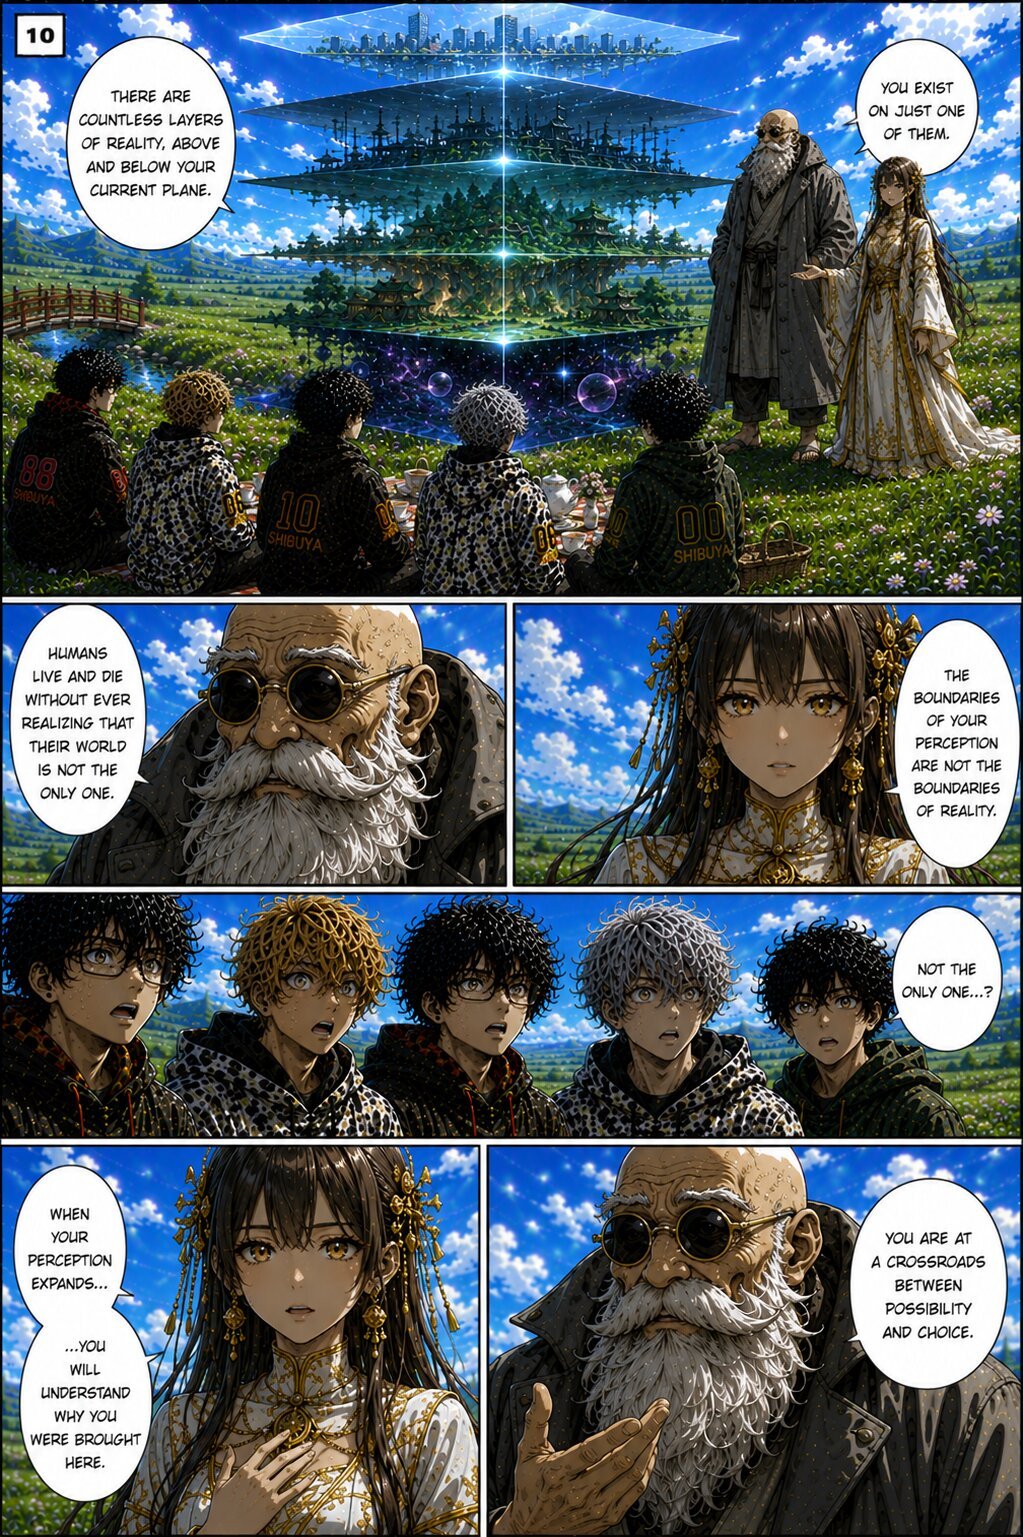 10
THERE ARE
COUNTLESS LAYERS
OF REALITY, ABOVE
AND BELOW YOUR
CURRENT PLANE.
YOU EXIST
ON JUST ONE
OF THEM.
88
SHIBUYA
10
SHIBUYA
00
SHIBUYA
HUMANS
LIVE AND DIE
WITHOUT EVER
REALIZING THAT
THEIR WORLD
IS NOT THE
ONLY ONE.
THE
BOUNDARIES
OF YOUR
PERCEPTION
ARE NOT THE
BOUNDARIES
OF REALITY.
NOT THE
ONLY ONE...?
WHEN
YOUR
PERCEPTION
EXPANDS...
...YOU
WILL
UNDERSTAND
WHY YOU
WERE BROUGHT
HERE.
YOU ARE AT
A CROSSROADS
BETWEEN
POSSIBILITY
AND CHOICE.